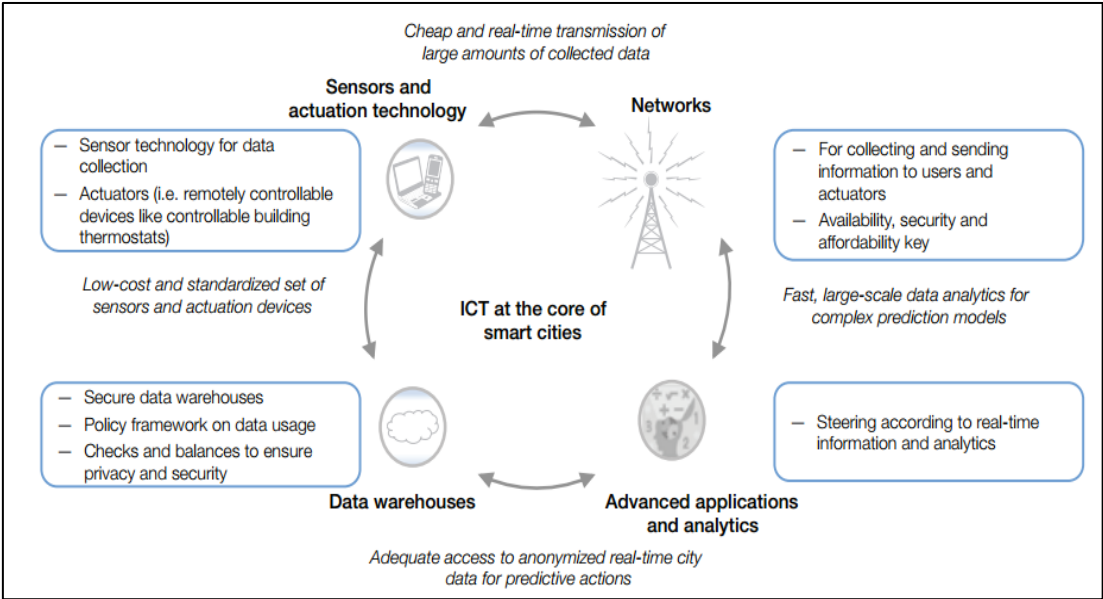 Cheap and real-time transmission of
large amounts of collected data
Sensors and
actuation technology
Networks
— Sensor technology for data
collection
— Actuators (i.e. remotely controllable
devices like controllable building
thermostats)
— For collecting and sending
information to users and
actuators
— Availability, security and
affordability key
Low-cost and standardized set of
sensors and actuation devices
ICT at the core of
smart cities
Fast, large-scale data analytics for
complex prediction models
— Secure data warehouses
— Policy framework on data usage
— Checks and balances to ensure
privacy and security
— Steering according to real-time
information and analytics
Data warehouses
Advanced applications
and analytics
Adequate access to anonymized real-time city
data for predictive actions